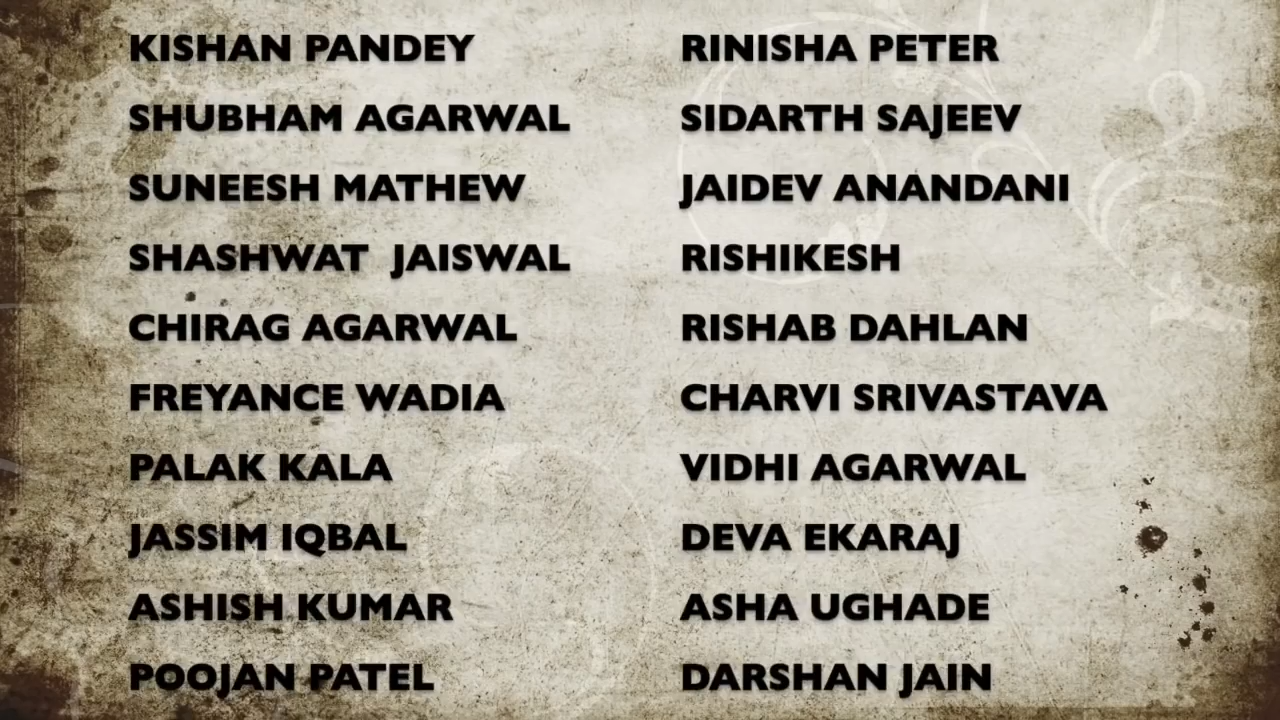 KISHAN PANDEY
SHUBHAM AGARWAL
SUNEESH MATHEW
SHASHWAT  JAISWAL
CHIRAG AGARWAL
FREYANCE WADIA
PALAK KALA
JASSIM IQBAL
ASHISH KUMAR
POOJAN PATEL
RINISHA PETER
SIDARTH SAJEEV
JAIDEV ANANDANI
RISHIKESH
RISHAB DAHLAN
CHARVI SRIVASTAVA
VIDHI AGARWAL
DEVA EKARAJ
ASHA UGHADE
DARSHAN JAIN